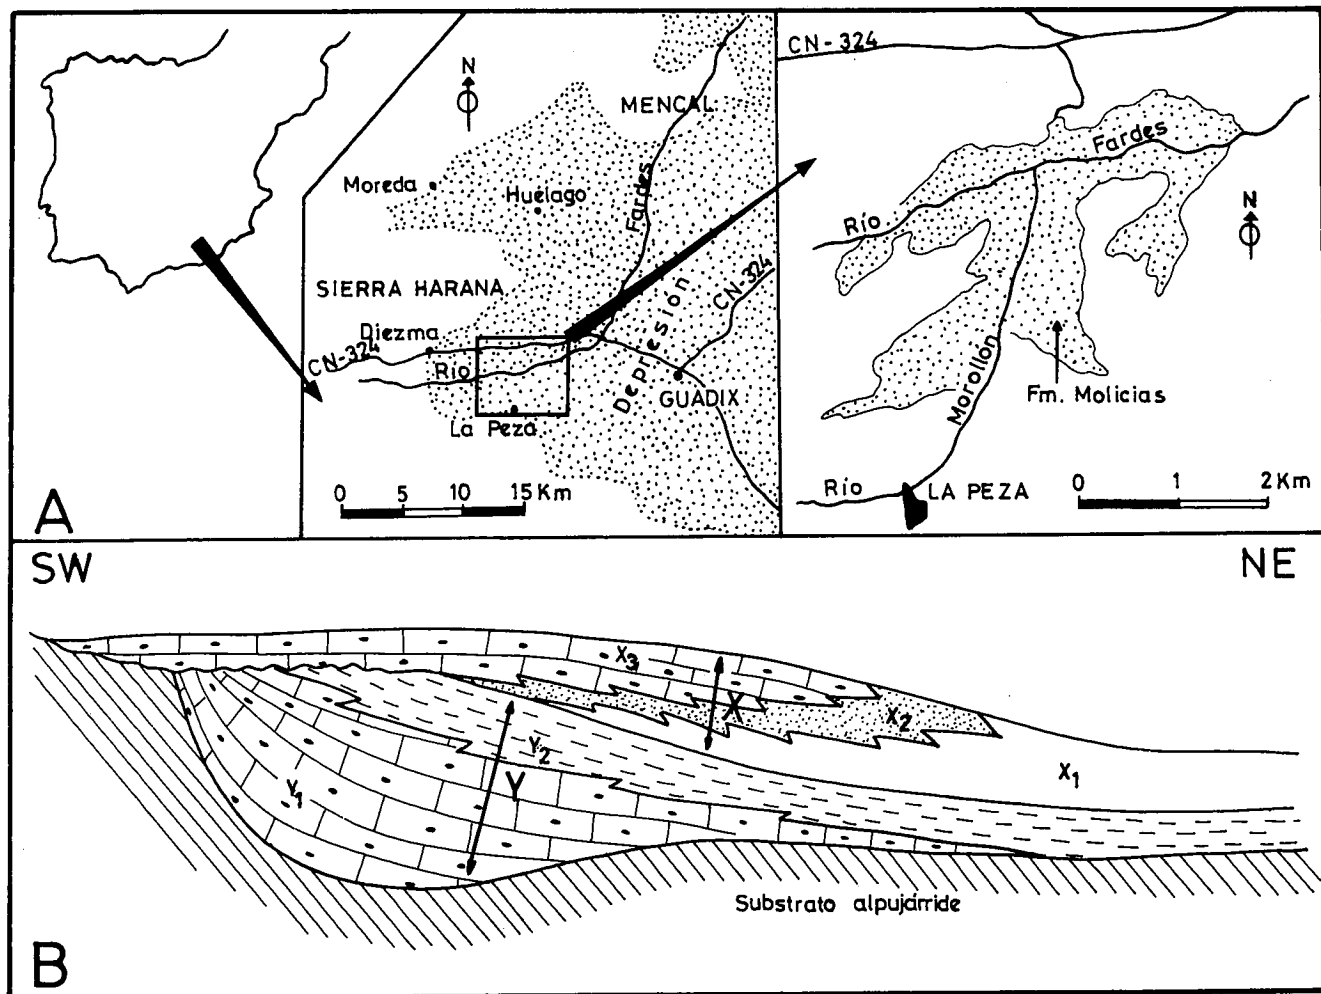 A
N
MENCAL
Moreda
Huélago
Fardes
SIERRA HARANA
Diezma
CN-324
Río
La Peza
Depresión
CN-324
GUADIX
0 5 10 15 Km
CN-324
Fardes
Río
N
Morollón
Fm. Molicias
Río
LA PEZA
0 1 2 Km
SW
NE
X3
X
X2
X1
Y2
Y
Y1
Substrato alpujárride
B